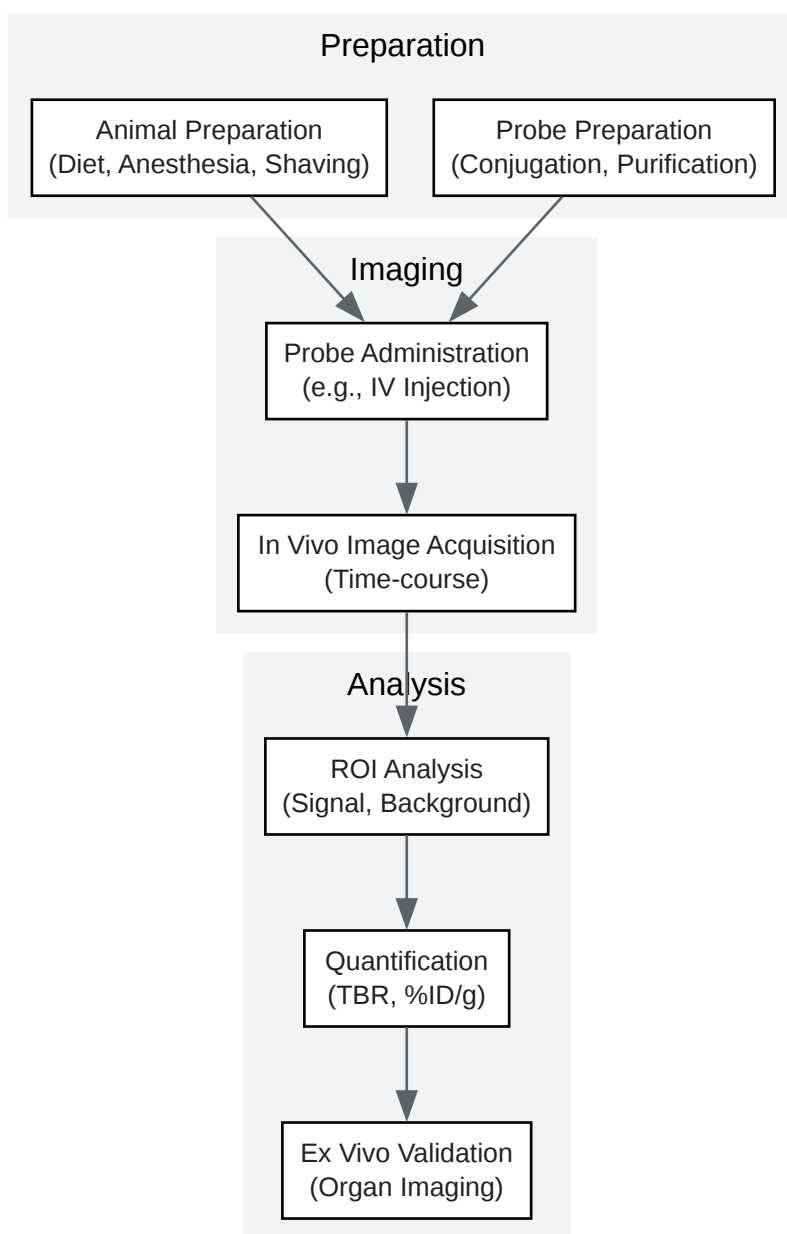 Preparation
Animal Preparation
(Diet, Anesthesia, Shaving)
Probe Preparation
(Conjugation, Purification)
Imaging
Probe Administration
(e.g., IV Injection)
In Vivo Image Acquisition
(Time-course)
Analysis
ROI Analysis
(Signal, Background)
Quantification
(TBR, %ID/g)
Ex Vivo Validation
(Organ Imaging)